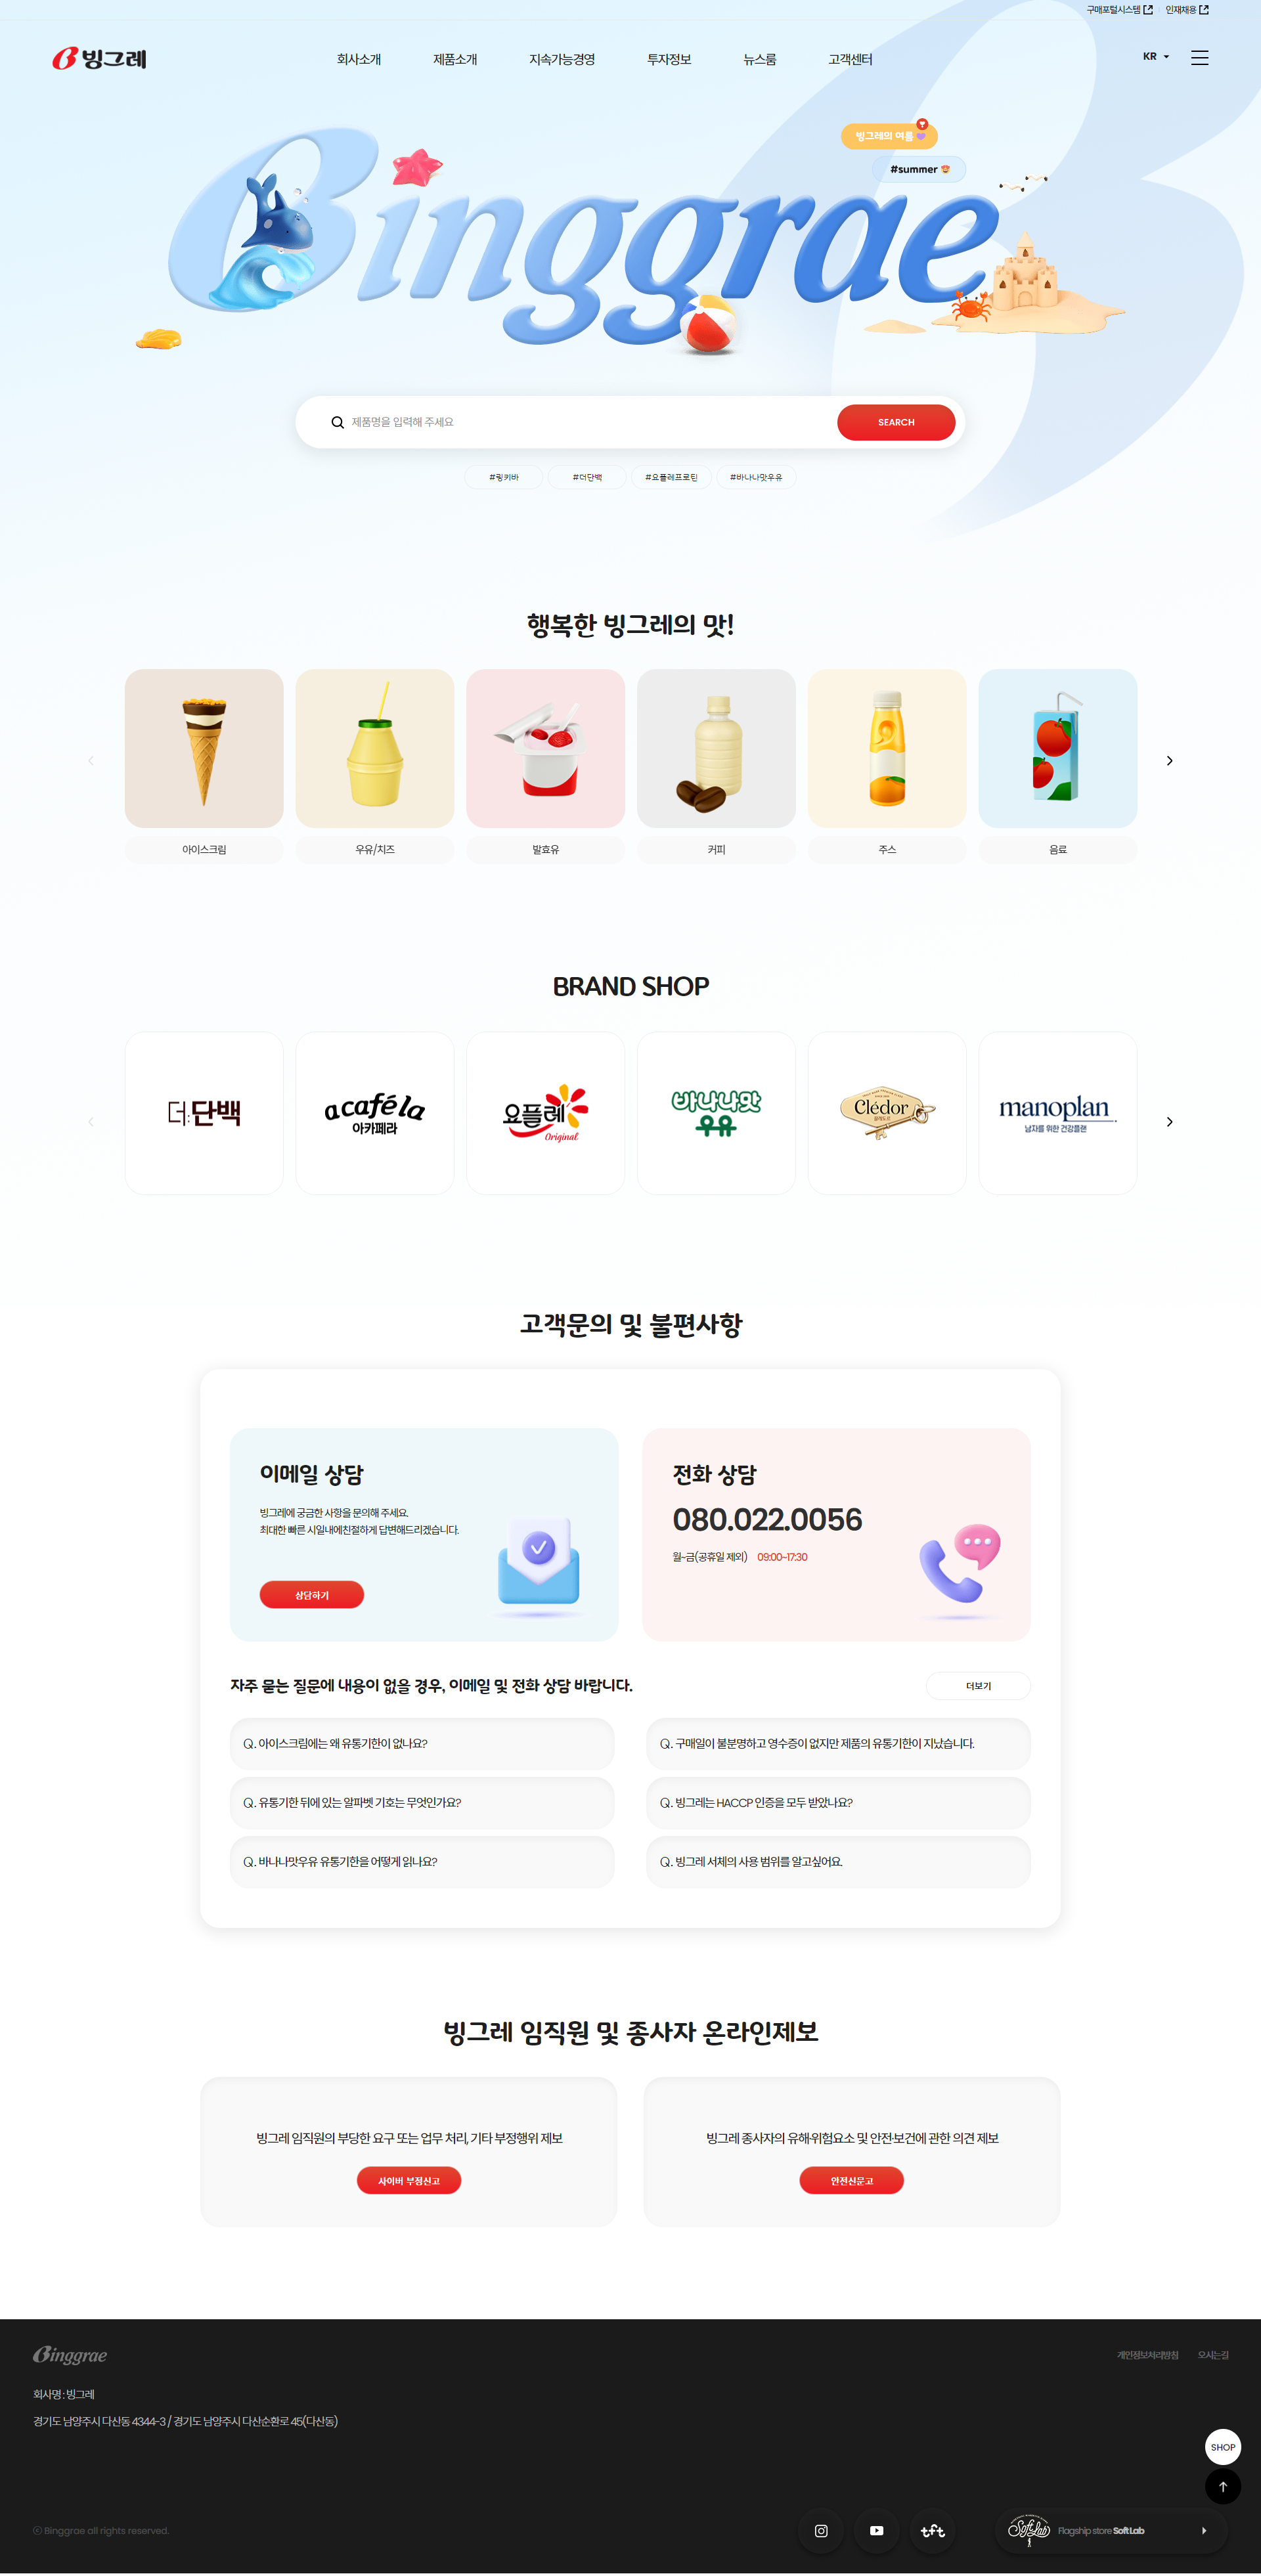 구매포털시스템 인재채용
빙그레
회사소개 제품소개 지속가능경영 투자정보 뉴스룸 고객센터
KR
빙그레의 여름
#summer
Binggrae
제품명을 입력해 주세요
SEARCH
#링키바 #더단백 #요플레프로틴 #바나나맛우유
행복한 빙그레의 맛!
아이스크림 우유/치즈 발효유 커피 주스 음료
BRAND SHOP
더:단백
acaféla
아카페라
요플레
Original
바나나맛
우유
Clédor
끌레도르
manoplan
남자를 위한 건강플랜
고객문의 및 불편사항
이메일 상담
빙그레에 궁금한 사항을 문의해 주세요.
최대한 빠른 시일내에친절하게 답변해드리겠습니다.
상담하기
전화 상담
080.022.0056
월~금(공휴일 제외) 09:00~17:30
자주 묻는 질문에 내용이 없을 경우, 이메일 및 전화 상담 바랍니다.
더보기
Q. 아이스크림에는 왜 유통기한이 없나요?
Q. 구매일이 불분명하고 영수증이 없지만 제품의 유통기한이 지났습니다.
Q. 유통기한 뒤에 있는 알파벳 기호는 무엇인가요?
Q. 빙그레는 HACCP 인증을 모두 받았나요?
Q. 바나나맛우유 유통기한을 어떻게 읽나요?
Q. 빙그레 서체의 사용 범위를 알고싶어요.
빙그레 임직원 및 종사자 온라인제보
빙그레 임직원의 부당한 요구 또는 업무 처리, 기타 부정행위 제보
사이버 부정신고
빙그레 종사자의 유해·위험요소 및 안전·보건에 관한 의견 제보
안전신문고
Binggrae
개인정보처리방침 오시는길
회사명 : 빙그레
경기도 남양주시 다산동 4344-3 / 경기도 남양주시 다산순환로 45(다산동)
SHOP
ⓒ Binggrae all rights reserved.
tft
Soft Lab
Flagship store Soft Lab